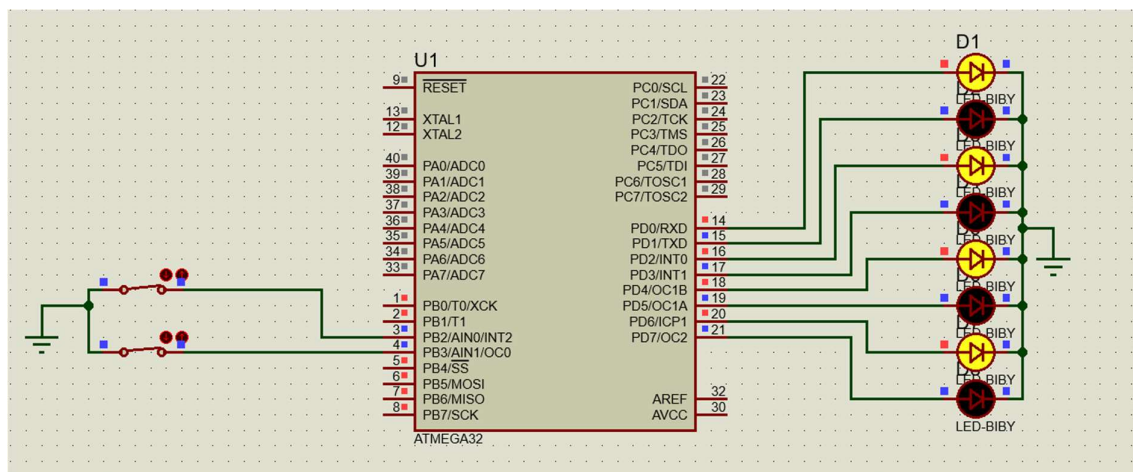 D1
U1
LED-BIBY
LED-BIBY
LED-BIBY
LED-BIBY
LED-BIBY
LED-BIBY
LED-BIBY
LED-BIBY
9 RESET
13 XTAL1
12 XTAL2
40 PA0/ADC0
39 PA1/ADC1
38 PA2/ADC2
37 PA3/ADC3
36 PA4/ADC4
35 PA5/ADC5
34 PA6/ADC6
33 PA7/ADC7
1 PB0/T0/XCK
2 PB1/T1
3 PB2/AIN0/INT2
4 PB3/AIN1/OC0
5 PB4/SS
6 PB5/MOSI
7 PB6/MISO
8 PB7/SCK
PC0/SCL 22
PC1/SDA 23
PC2/TCK 24
PC3/TMS 25
PC4/TDO 26
PC5/TDI 27
PC6/TOSC1 28
PC7/TOSC2 29
PD0/RXD 14
PD1/TXD 15
PD2/INT0 16
PD3/INT1 17
PD4/OC1B 18
PD5/OC1A 19
PD6/ICP1 20
PD7/OC2 21
AREF 32
AVCC 30
ATMEGA32